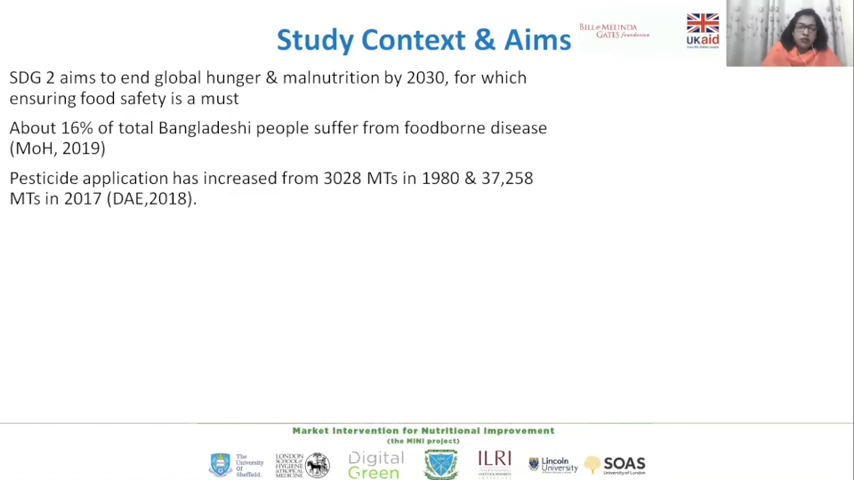 Study Context & Aims
BILL & MELINDA
GATES foundation
UKaid
SDG 2 aims to end global hunger & malnutrition by 2030, for which
ensuring food safety is a must
About 16% of total Bangladeshi people suffer from foodborne disease
(MoH, 2019)
Pesticide application has increased from 3028 MTs in 1980 & 37,258
MTs in 2017 (DAE,2018).
Market Intervention for Nutritional Improvement
(the MINI project)
The
University
Of
Sheffield.
LONDON
SCHOOL of
HYGIENE
&TROPICAL
MEDICINE
Digital
Green
ILRI
Lincoln
University
SOAS
University of London